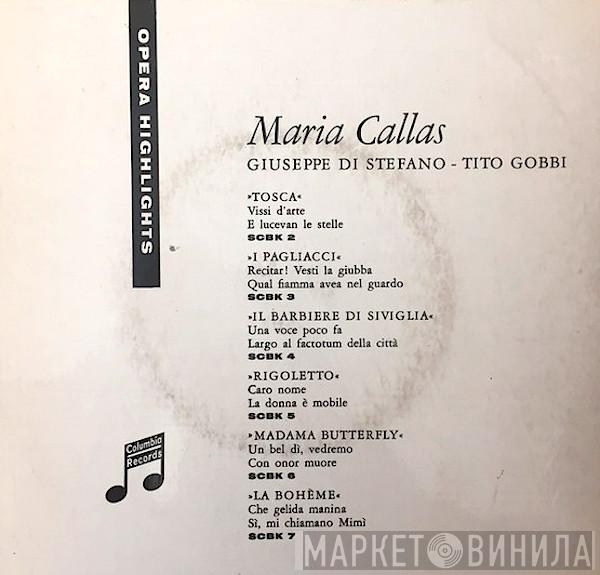 OPERA HIGHLIGHTS
Maria Callas
GIUSEPPE DI STEFANO - TITO GOBBI
»TOSCA«
Vissi d'arte
E lucevan le stelle
SCBK 2
»I PAGLIACCI«
Recitar! Vesti la giubba
Qual fiamma avea nel guardo
SCBK 3
»IL BARBIERE DI SIVIGLIA«
Una voce poco fa
Largo al factotum della città
SCBK 4
»RIGOLETTO«
Caro nome
La donna è mobile
SCBK 5
»MADAMA BUTTERFLY«
Un bel dì, vedremo
Con onor muore
SCBK 6
»LA BOHÈME«
Che gelida manina
Sì, mi chiamano Mimì
SCBK 7
Columbia
Records
МАРКЕТ ВИНИЛА